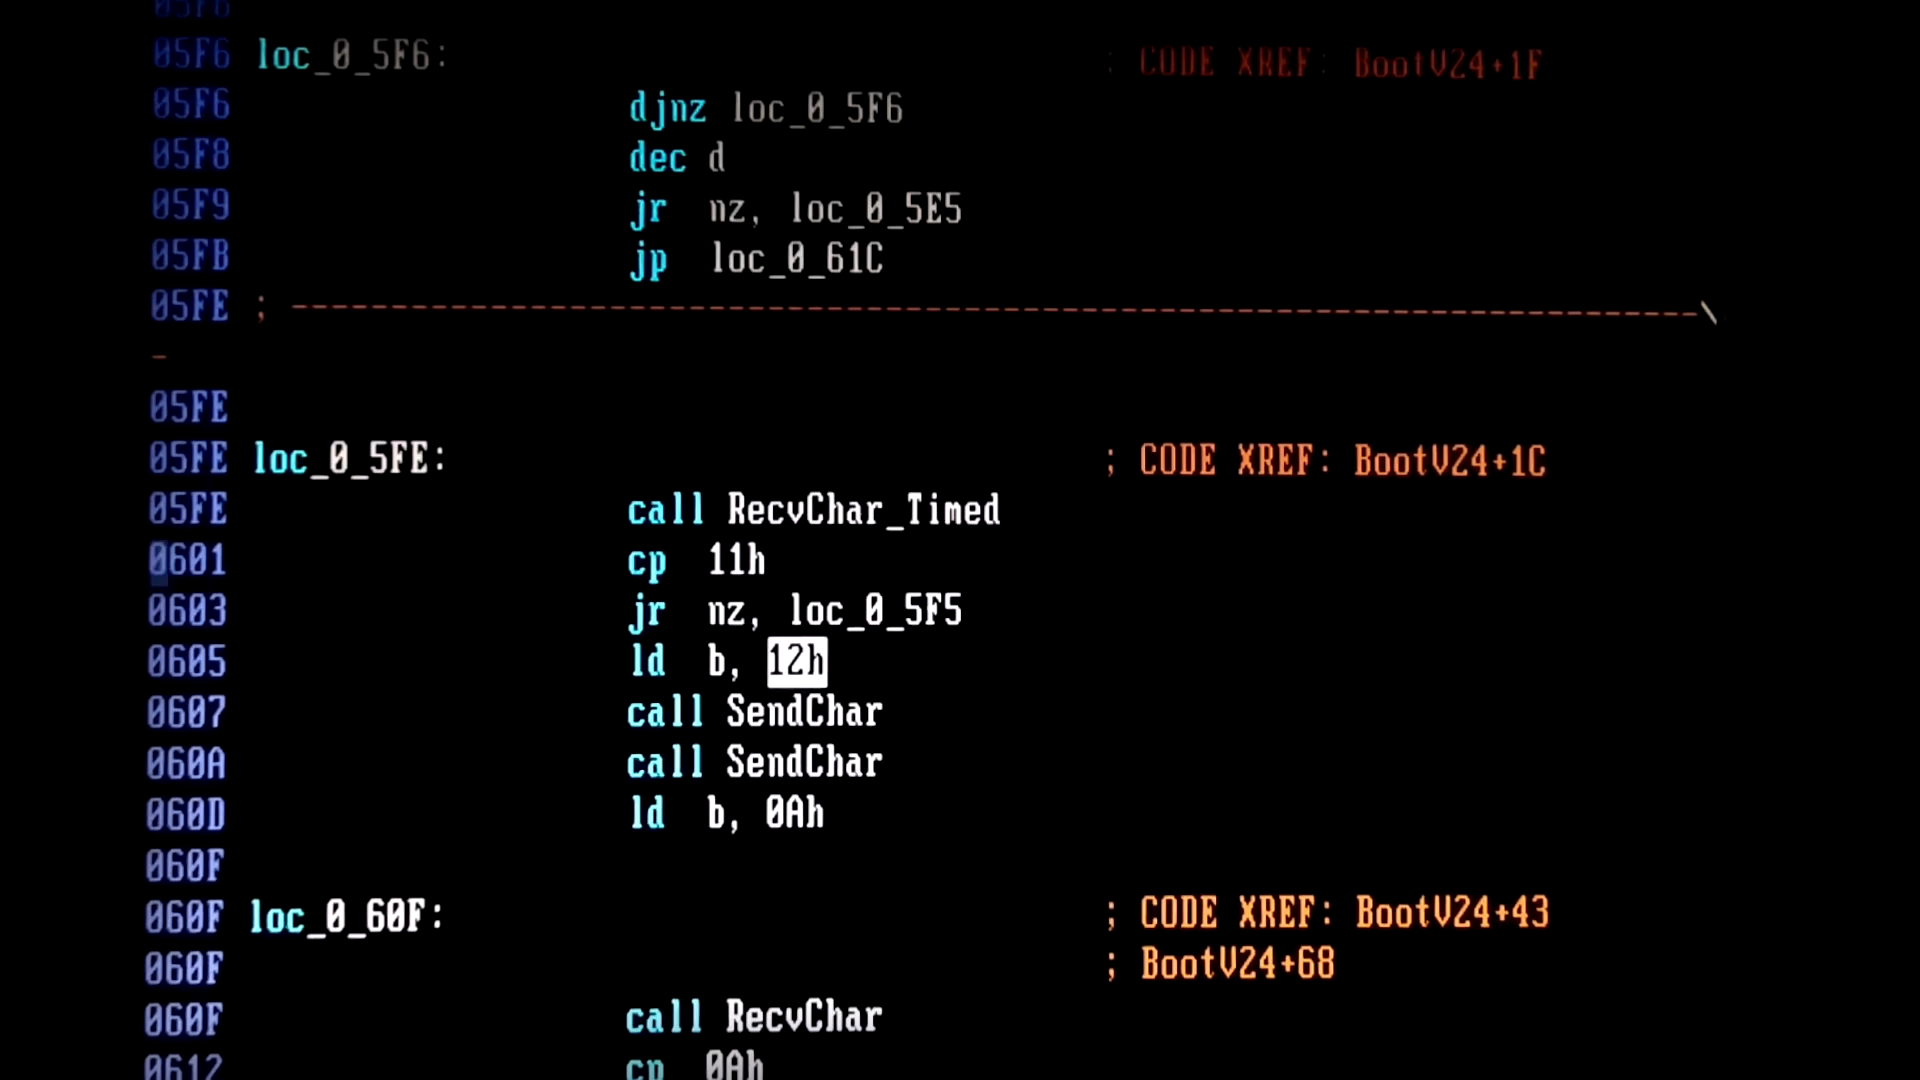 05F6
05F6 loc_0_5F6: ; CODE XREF: BootV24+1F
05F6 djnz loc_0_5F6
05F8 dec d
05F9 jr nz, loc_0_5E5
05FB jp loc_0_61C
05FE ; --------------------------------------------------------------------------\
-
05FE
05FE loc_0_5FE: ; CODE XREF: BootV24+1C
05FE call RecvChar_Timed
0601 cp 11h
0603 jr nz, loc_0_5F5
0605 ld b, 12h
0607 call SendChar
060A call SendChar
060D ld b, 0Ah
060F
060F loc_0_60F: ; CODE XREF: BootV24+43
060F ; BootV24+68
060F call RecvChar
0612 cp 0Ah